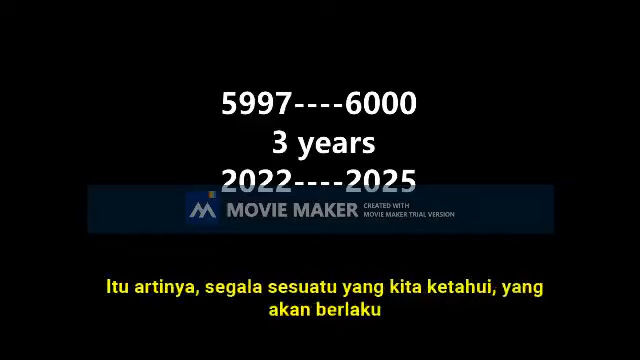 5997----6000
3 years
2022----2025
MOVIE MAKER
CREATED WITH
MOVIE MAKER TRIAL VERSION
Itu artinya, segala sesuatu yang kita ketahui, yang
akan berlaku